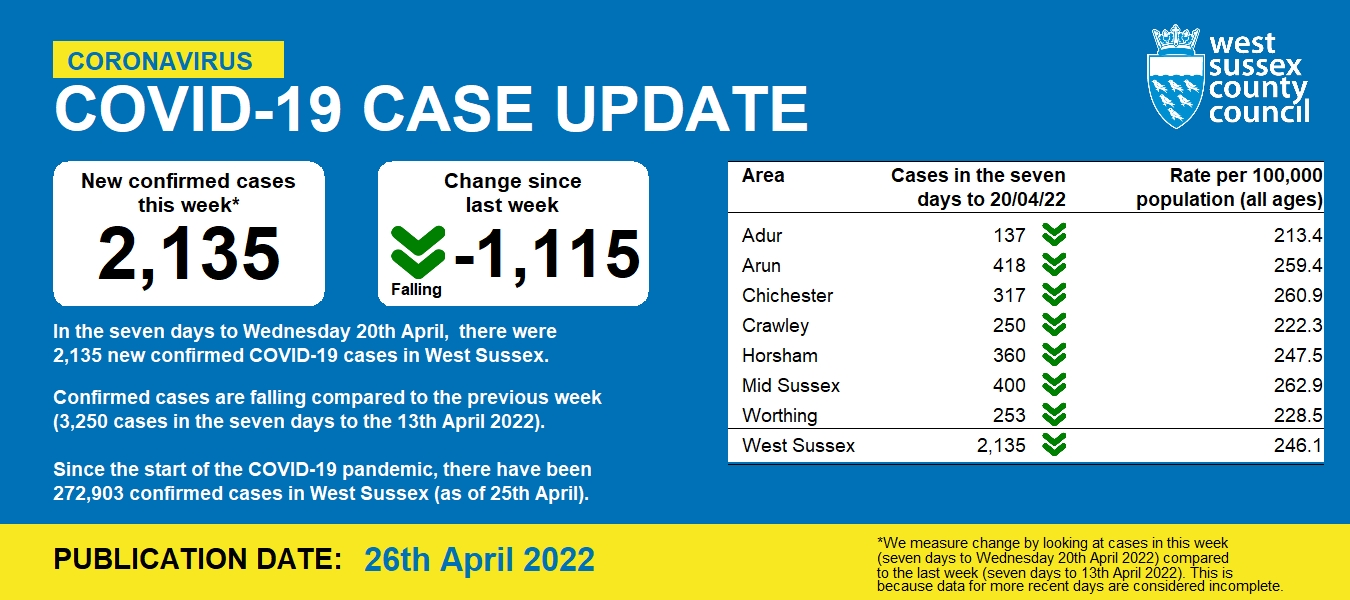 CORONAVIRUS
COVID-19 CASE UPDATE
west
sussex
county
council
New confirmed cases
this week*
2,135
Change since
last week
-1,115
Falling
In the seven days to Wednesday 20th April,  there were
2,135 new confirmed COVID-19 cases in West Sussex.
Confirmed cases are falling compared to the previous week
(3,250 cases in the seven days to the 13th April 2022).
Since the start of the COVID-19 pandemic, there have been
272,903 confirmed cases in West Sussex (as of 25th April).
Area Cases in the seven Rate per 100,000
days to 20/04/22 population (all ages)
Adur 137 213.4
Arun 418 259.4
Chichester 317 260.9
Crawley 250 222.3
Horsham 360 247.5
Mid Sussex 400 262.9
Worthing 253 228.5
West Sussex 2,135 246.1
PUBLICATION DATE: 26th April 2022
*We measure change by looking at cases in this week
(seven days to Wednesday 20th April 2022) compared
to the last week (seven days to 13th April 2022). This is
because data for more recent days are considered incomplete.